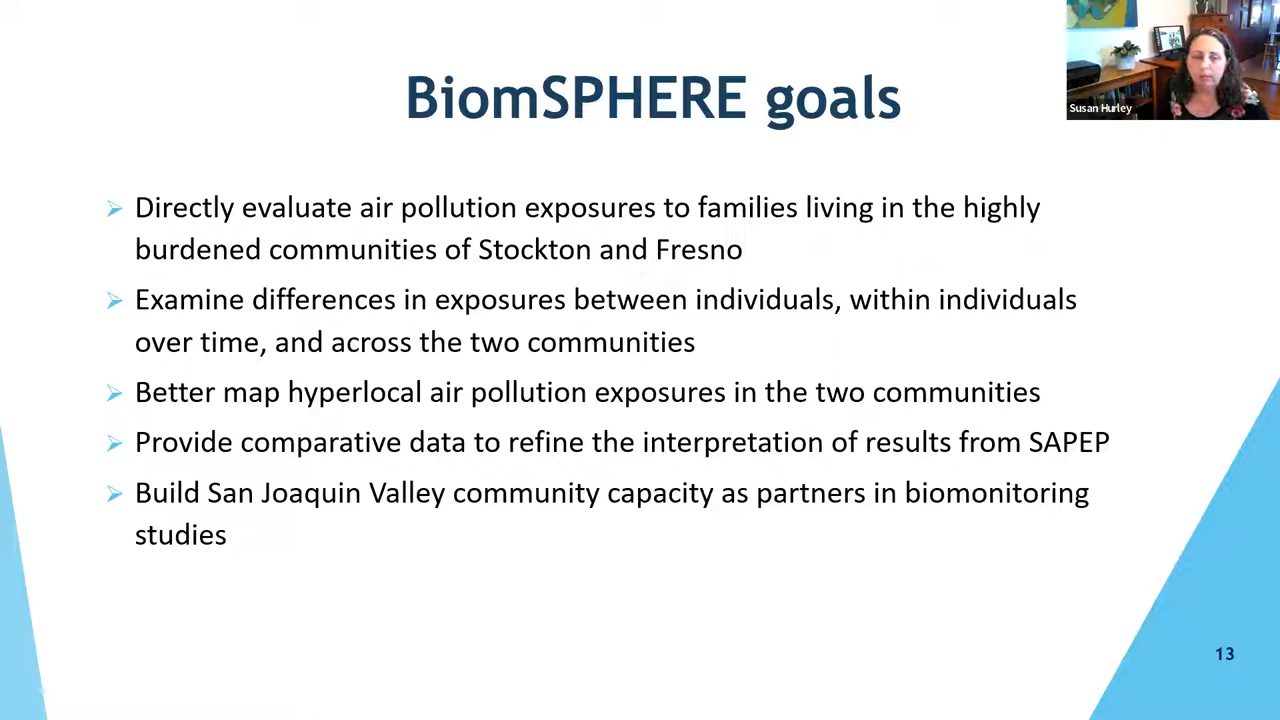 BiomSPHERE goals
Susan Hurley
➢ Directly evaluate air pollution exposures to families living in the highly
burdened communities of Stockton and Fresno
➢ Examine differences in exposures between individuals, within individuals
over time, and across the two communities
➢ Better map hyperlocal air pollution exposures in the two communities
➢ Provide comparative data to refine the interpretation of results from SAPEP
➢ Build San Joaquin Valley community capacity as partners in biomonitoring
studies
13